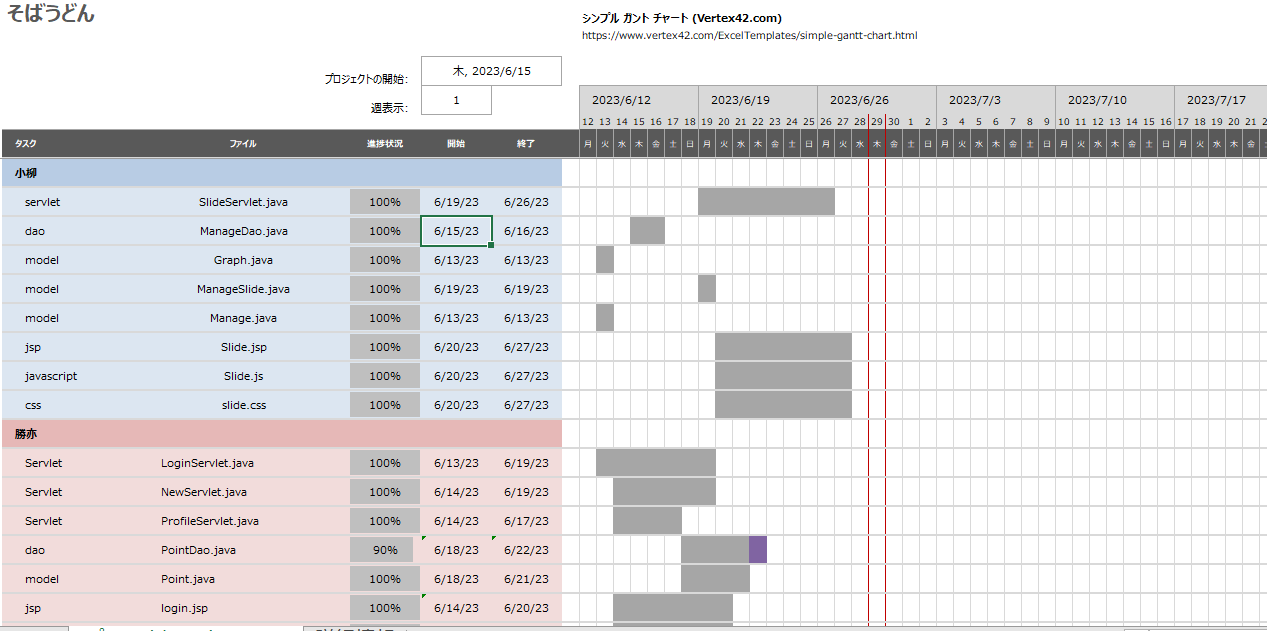 そばうどん
シンプル ガント チャート (Vertex42.com)
https://www.vertex42.com/ExcelTemplates/simple-gantt-chart.html
プロジェクトの開始: 木, 2023/6/15
週表示: 1
2023/6/12 2023/6/19 2023/6/26 2023/7/3 2023/7/10 2023/7/17
12 13 14 15 16 17 18 19 20 21 22 23 24 25 26 27 28 29 30 1 2 3 4 5 6 7 8 9 10 11 12 13 14 15 16 17 18 19 20 21
タスク ファイル 進捗状況 開始 終了 月 火 水 木 金 土 日 月 火 水 木 金 土 日 月 火 水 木 金 土 日 月 火 水 木 金 土 日 月 火 水 木 金 土 日 月 火 水 木 金
小柳
servlet SlideServlet.java 100% 6/19/23 6/26/23
dao ManageDao.java 100% 6/15/23 6/16/23
model Graph.java 100% 6/13/23 6/13/23
model ManageSlide.java 100% 6/19/23 6/19/23
model Manage.java 100% 6/13/23 6/13/23
jsp Slide.jsp 100% 6/20/23 6/27/23
javascript Slide.js 100% 6/20/23 6/27/23
css slide.css 100% 6/20/23 6/27/23
勝亦
Servlet LoginServlet.java 100% 6/13/23 6/19/23
Servlet NewServlet.java 100% 6/14/23 6/19/23
Servlet ProfileServlet.java 100% 6/14/23 6/17/23
dao PointDao.java 90% 6/18/23 6/22/23
model Point.java 100% 6/18/23 6/21/23
jsp login.jsp 100% 6/14/23 6/20/23